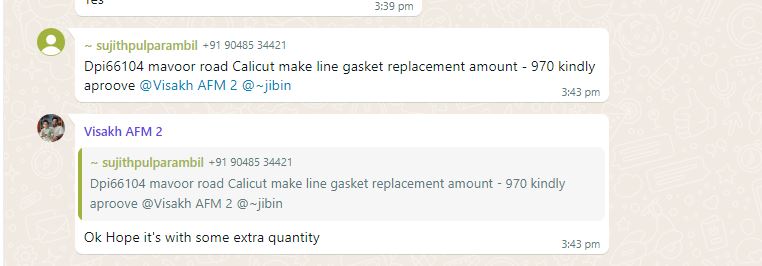 Yes
3:39 pm
~ sujithpulparambil +91 90485 34421
Dpi66104 mavoor road Calicut make line gasket replacement amount - 970 kindly
aproove @Visakh AFM 2 @~jibin
3:43 pm
Visakh AFM 2
~ sujithpulparambil +91 90485 34421
Dpi66104 mavoor road Calicut make line gasket replacement amount - 970 kindly
aproove @Visakh AFM 2 @~jibin
Ok Hope it's with some extra quantity
3:43 pm